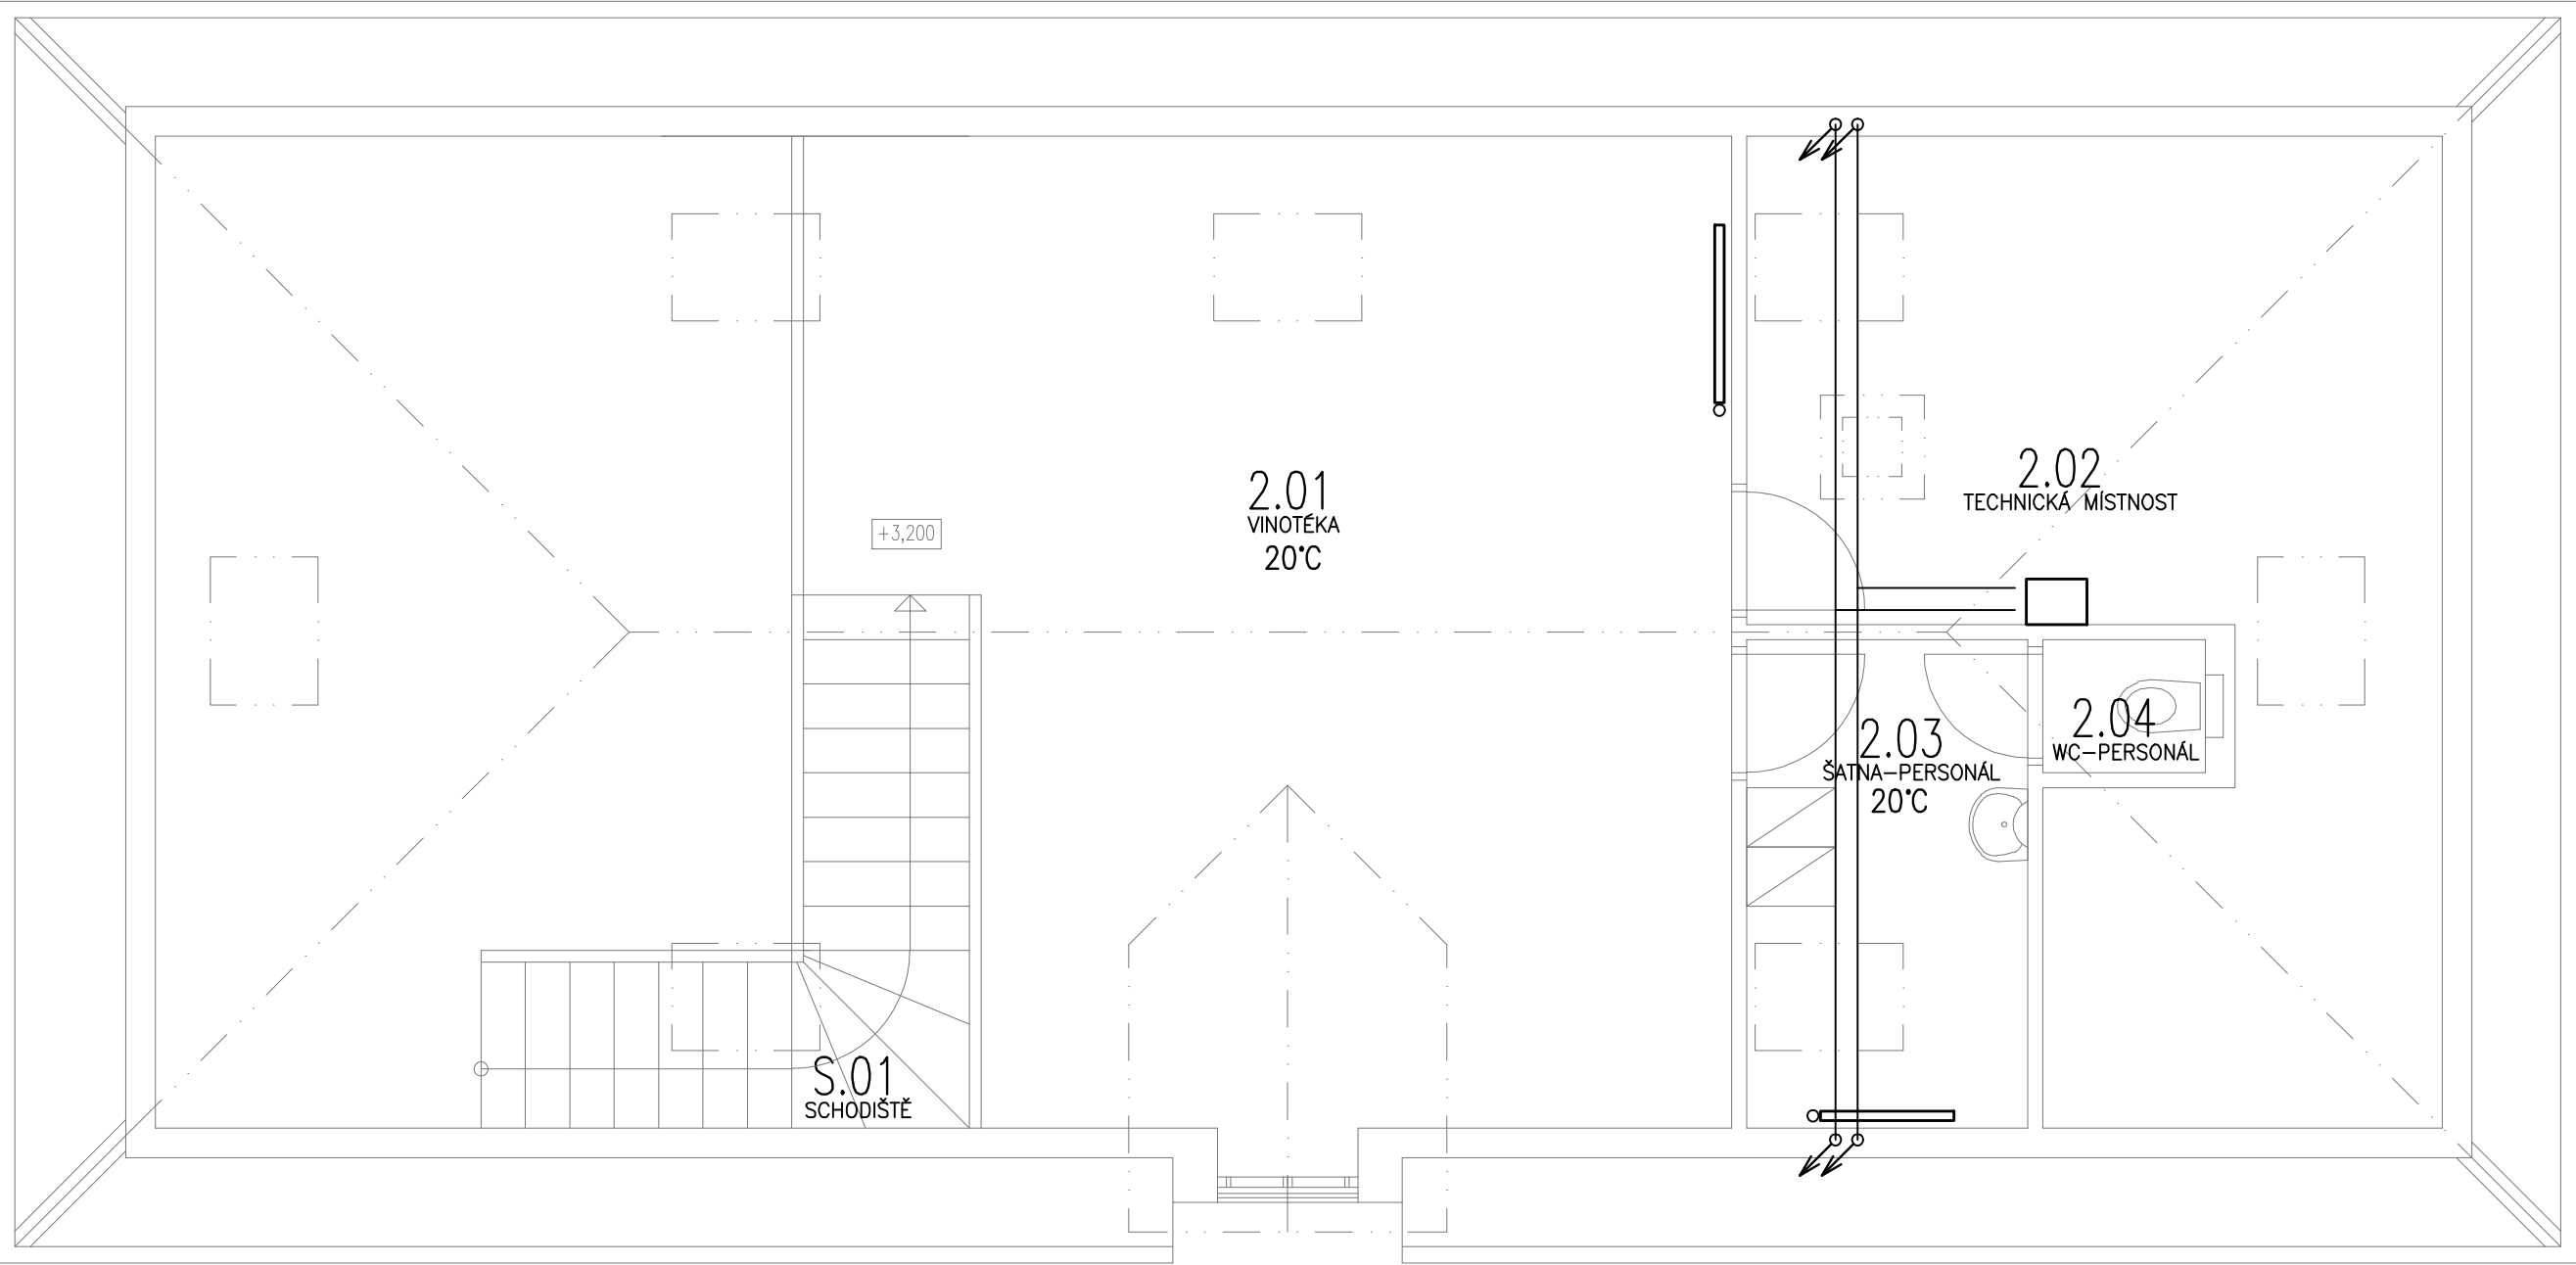 2.02
TECHNICKÁ MÍSTNOST
2.01
VINOTÉKA
20°C
+3,200
2.04
WC-PERSONÁL
2.03
ŠATNA-PERSONÁL
20°C
S.01
SCHODIŠTĚ